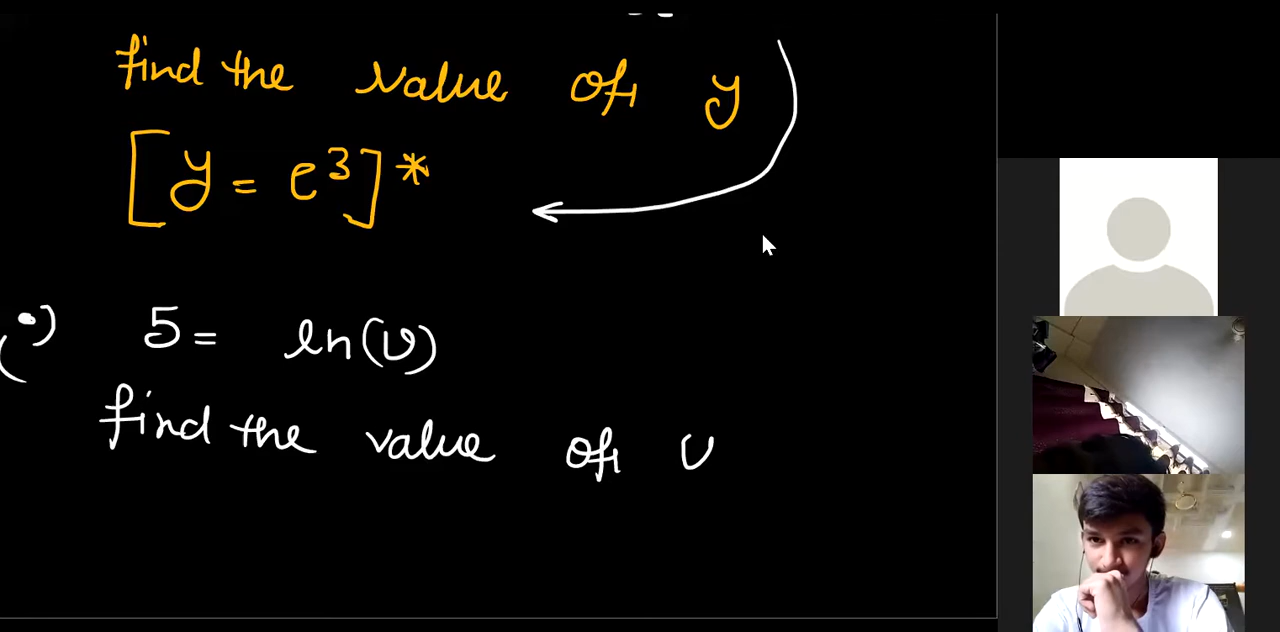 find the value of y
[y = e³]*
(•) 5 = ln(v)
find the value of v